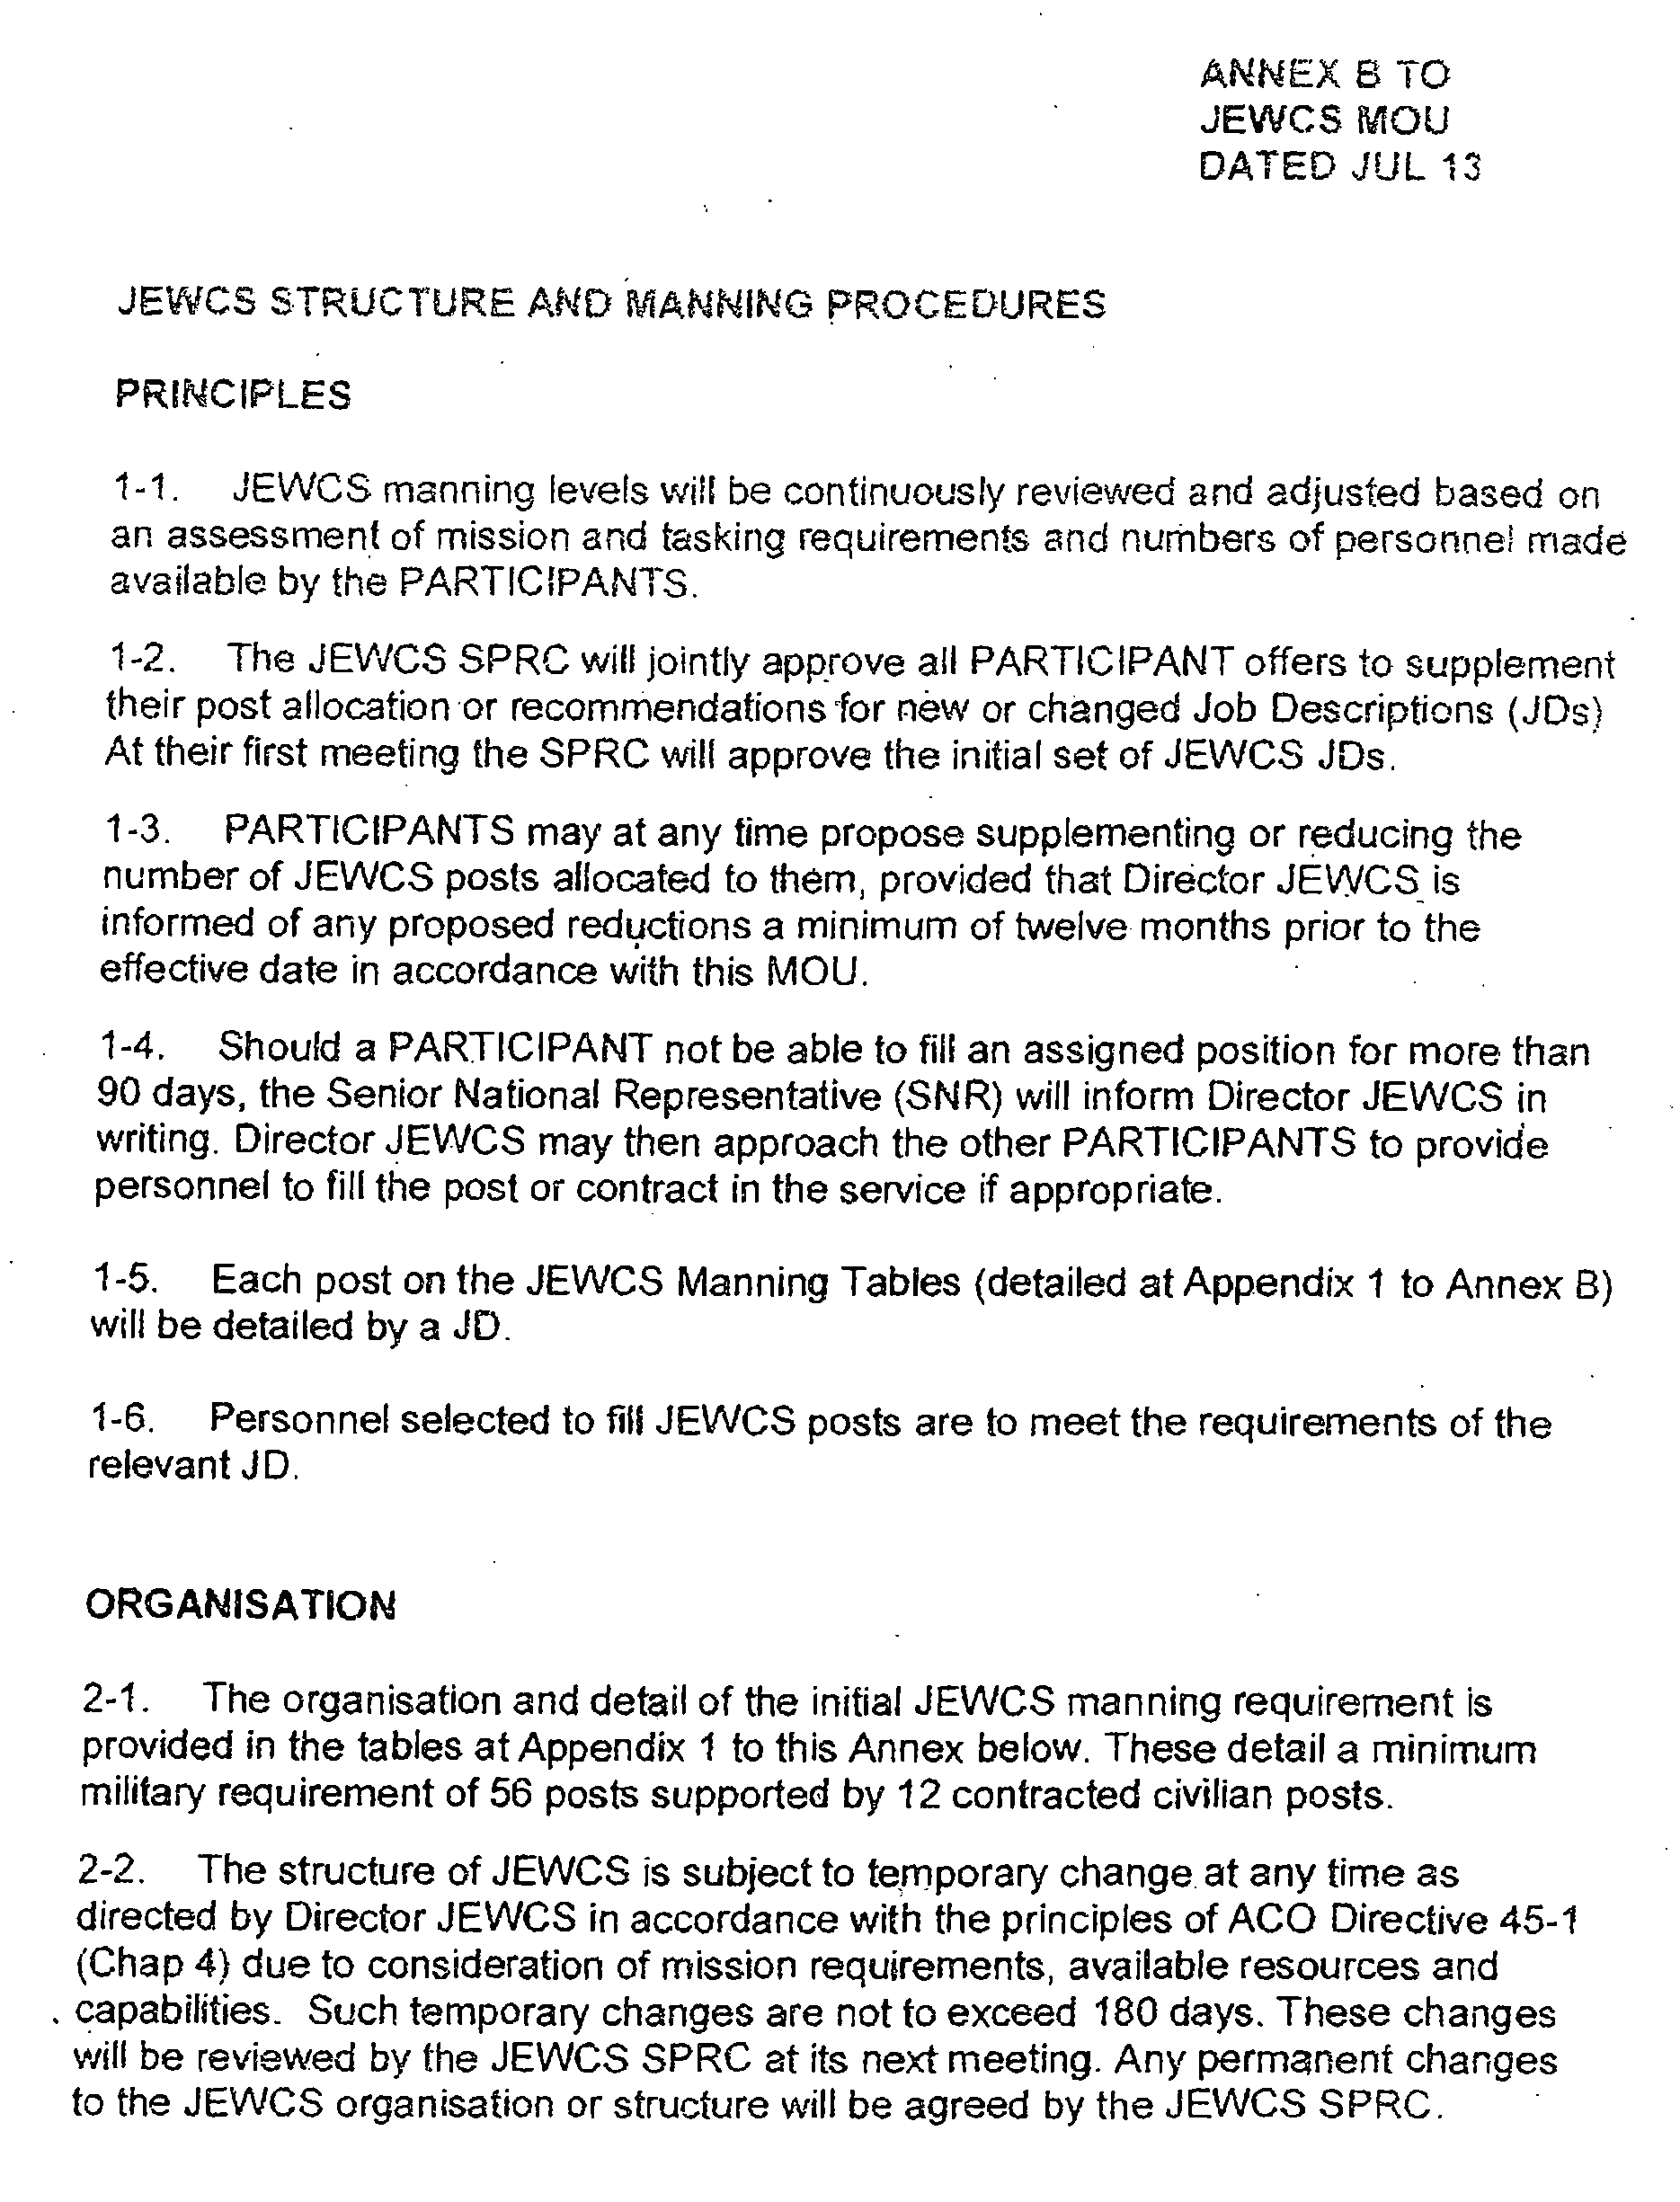 ANNEX B TO
JEWCS MOU
DATED JUL 13
JEWCS STRUCTURE AND MANNING PROCEDURES
PRINCIPLES
1-1. JEWCS manning levels will be continuously reviewed and adjusted based on
an assessment of mission and tasking requirements and numbers of personnel made
available by the PARTICIPANTS.
1-2. The JEWCS SPRC will jointly approve all PARTICIPANT offers to supplement
their post allocation or recommendations for new or changed Job Descriptions (JDs)
At their first meeting the SPRC will approve the initial set of JEWCS JDs.
1-3. PARTICIPANTS may at any time propose supplementing or reducing the
number of JEWCS posts allocated to them, provided that Director JEWCS is
informed of any proposed reductions a minimum of twelve months prior to the
effective date in accordance with this MOU.
1-4. Should a PARTICIPANT not be able to fill an assigned position for more than
90 days, the Senior National Representative (SNR) will inform Director JEWCS in
writing. Director JEWCS may then approach the other PARTICIPANTS to provide
personnel to fill the post or contract in the service if appropriate.
1-5. Each post on the JEWCS Manning Tables (detailed at Appendix 1 to Annex B)
will be detailed by a JD.
1-6. Personnel selected to fill JEWCS posts are to meet the requirements of the
relevant JD.
ORGANISATION
2-1. The organisation and detail of the initial JEWCS manning requirement is
provided in the tables at Appendix 1 to this Annex below. These detail a minimum
military requirement of 56 posts supported by 12 contracted civilian posts.
2-2. The structure of JEWCS is subject to temporary change at any time as
directed by Director JEWCS in accordance with the principles of ACO Directive 45-1
(Chap 4) due to consideration of mission requirements, available resources and
capabilities. Such temporary changes are not to exceed 180 days. These changes
will be reviewed by the JEWCS SPRC at its next meeting. Any permanent changes
to the JEWCS organisation or structure will be agreed by the JEWCS SPRC.